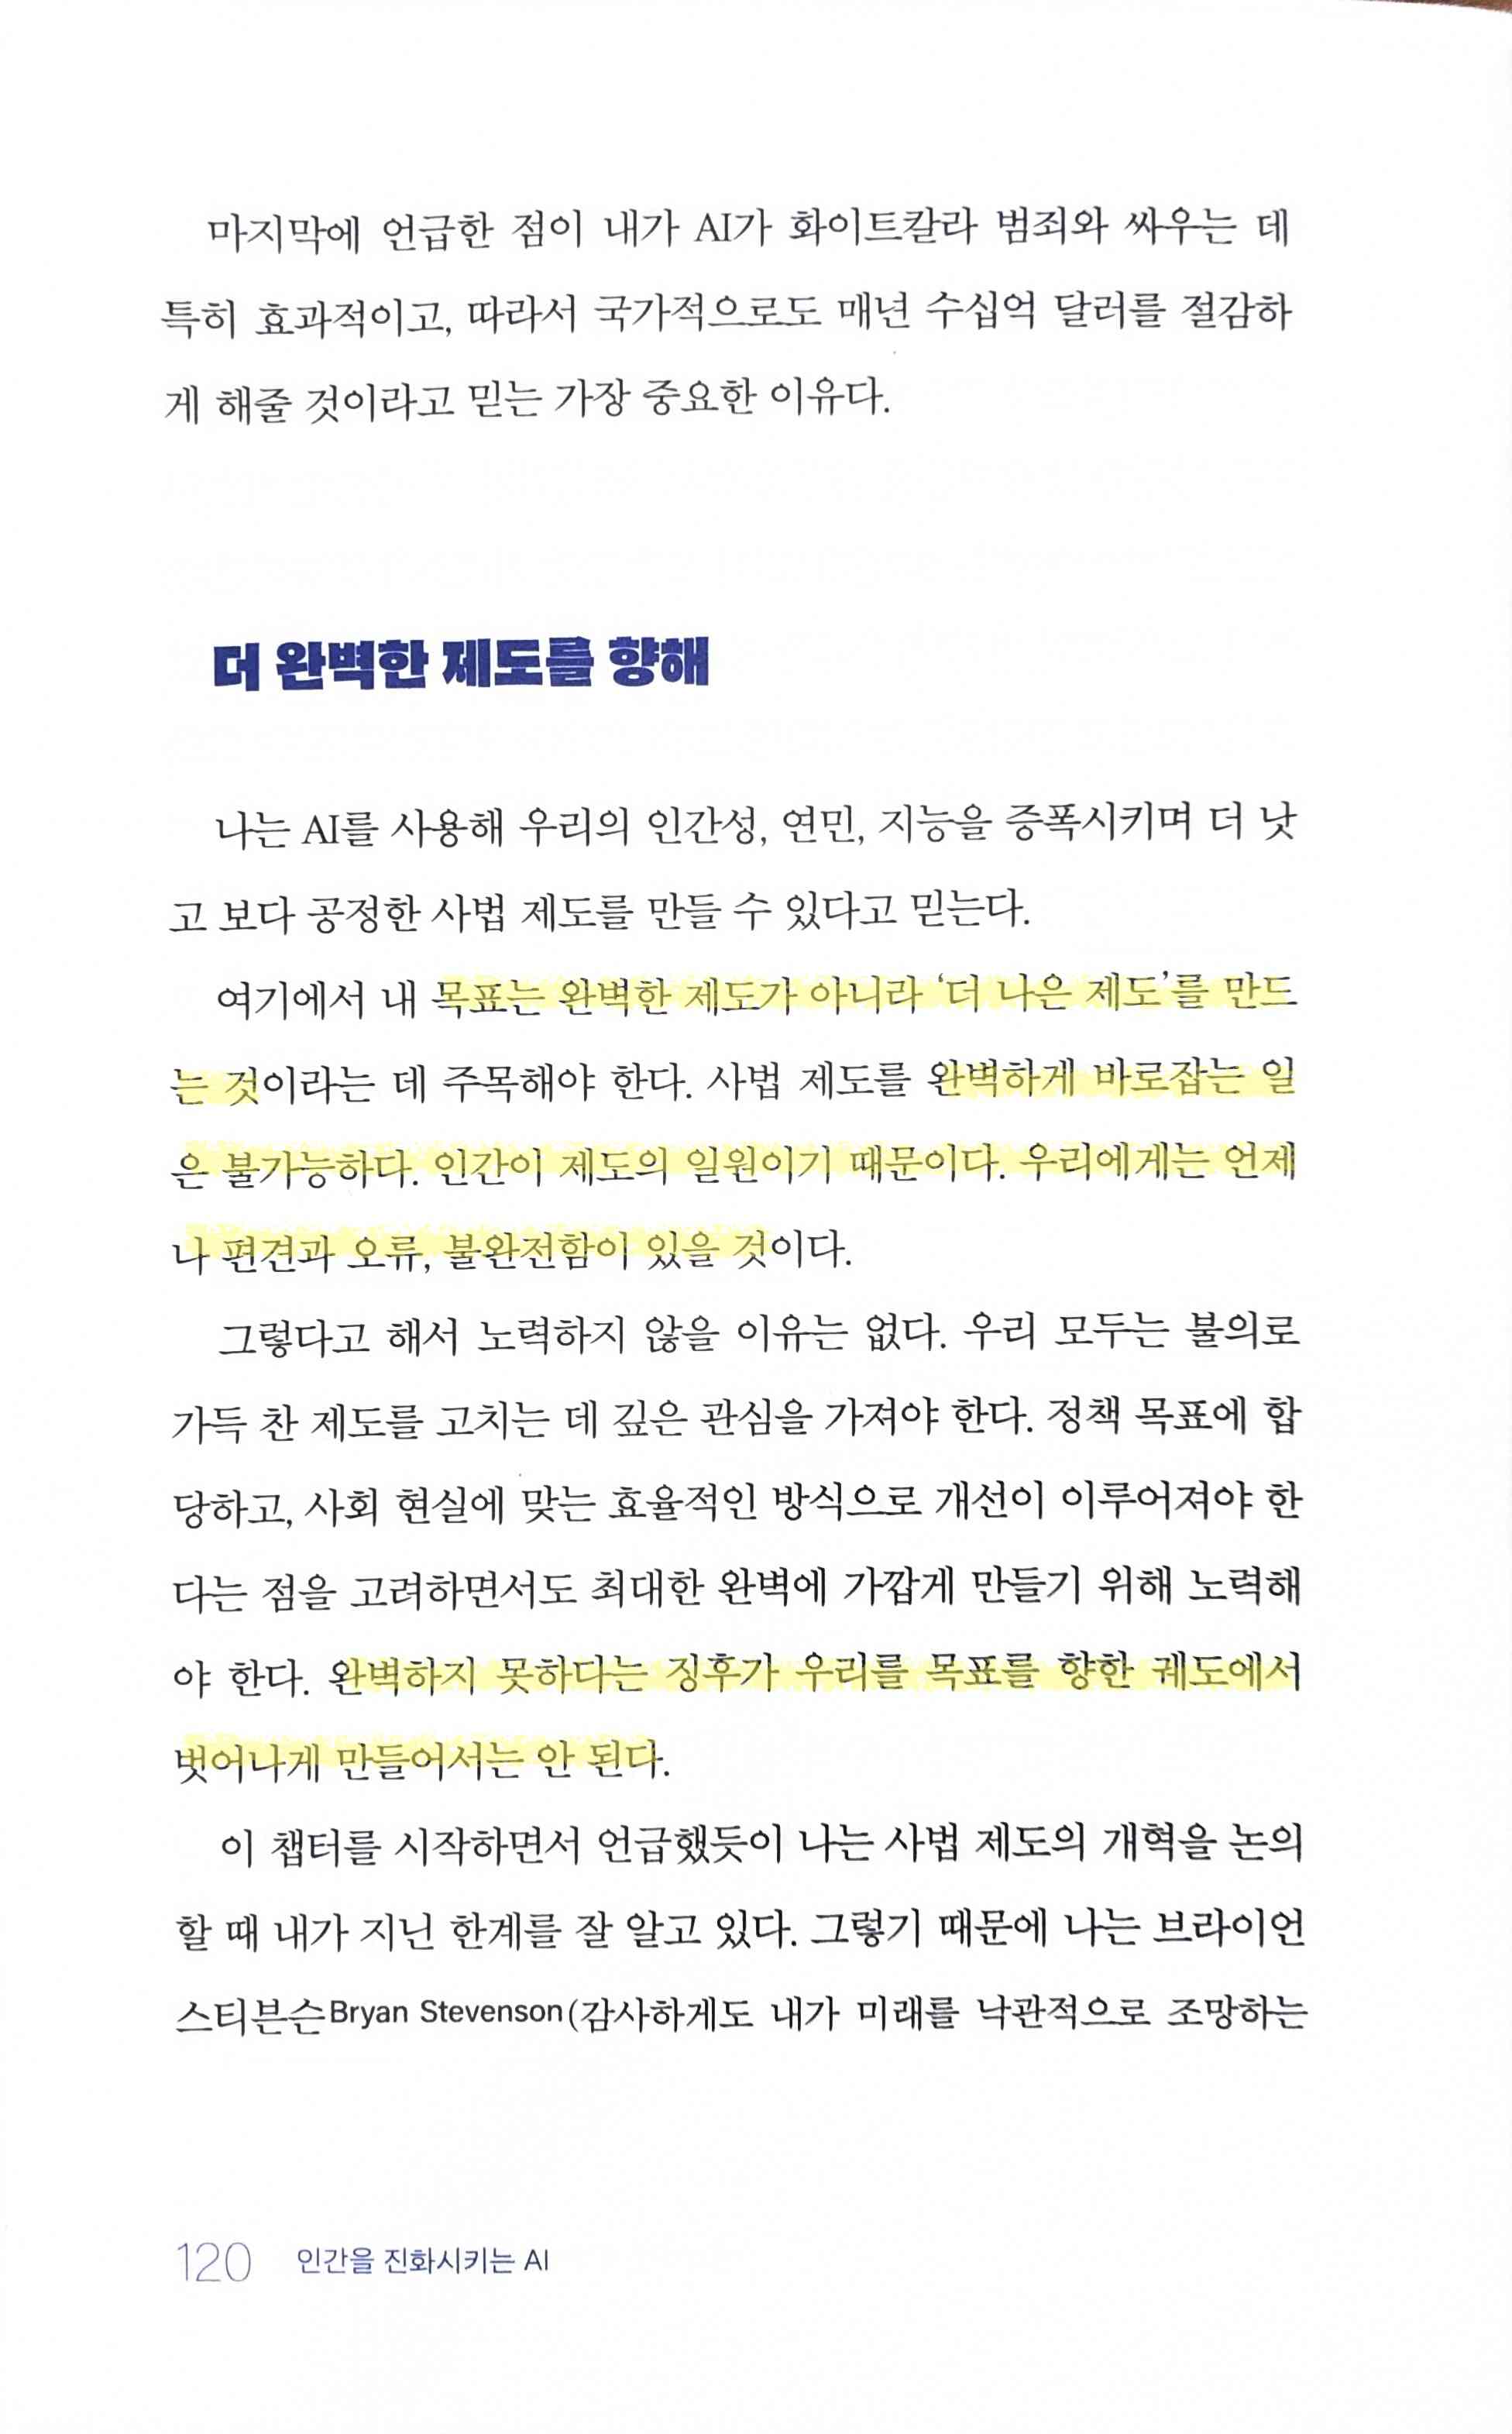 마지막에 언급한 점이 내가 AI가 화이트칼라 범죄와 싸우는 데
특히 효과적이고, 따라서 국가적으로도 매년 수십억 달러를 절감하
게 해줄 것이라고 믿는 가장 중요한 이유다.
더 완벽한 제도를 향해
나는 AI를 사용해 우리의 인간성, 연민, 지능을 증폭시키며 더 낫
고 보다 공정한 사법 제도를 만들 수 있다고 믿는다.
여기에서 내 목표는 완벽한 제도가 아니라 ‘더 나은 제도’를 만드
는 것이라는 데 주목해야 한다. 사법 제도를 완벽하게 바로잡는 일
은 불가능하다. 인간이 제도의 일원이기 때문이다. 우리에게는 언제
나 편견과 오류, 불완전함이 있을 것이다.
그렇다고 해서 노력하지 않을 이유는 없다. 우리 모두는 불의로
가득 찬 제도를 고치는 데 깊은 관심을 가져야 한다. 정책 목표에 합
당하고, 사회 현실에 맞는 효율적인 방식으로 개선이 이루어져야 한
다는 점을 고려하면서도 최대한 완벽에 가깝게 만들기 위해 노력해
야 한다. 완벽하지 못하다는 징후가 우리를 목표를 향한 궤도에서
벗어나게 만들어서는 안 된다.
이 챕터를 시작하면서 언급했듯이 나는 사법 제도의 개혁을 논의
할 때 내가 지닌 한계를 잘 알고 있다. 그렇기 때문에 나는 브라이언
스티븐슨Bryan Stevenson(감사하게도 내가 미래를 낙관적으로 조망하는
120 인간을 진화시키는 AI